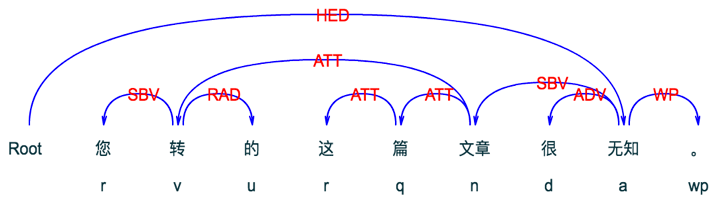 HED
ATT
SBV
SBV RAD ATT ATT ADV WP
Root 您 转 的 这 篇 文章 很 无知 。
r v u r q n d a wp